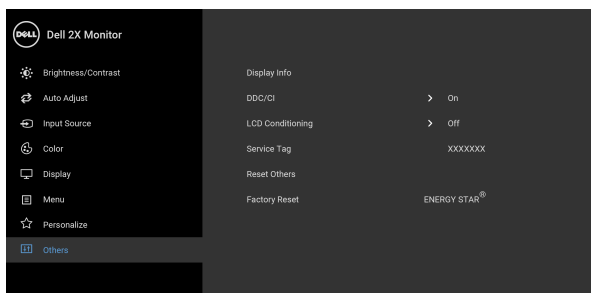 DELL Dell 2X Monitor
Brightness/Contrast Display Info
Auto Adjust DDC/CI On
Input Source LCD Conditioning Off
Color Service Tag XXXXXXX
Display Reset Others
Menu Factory Reset ENERGY STAR®
Personalize
Others